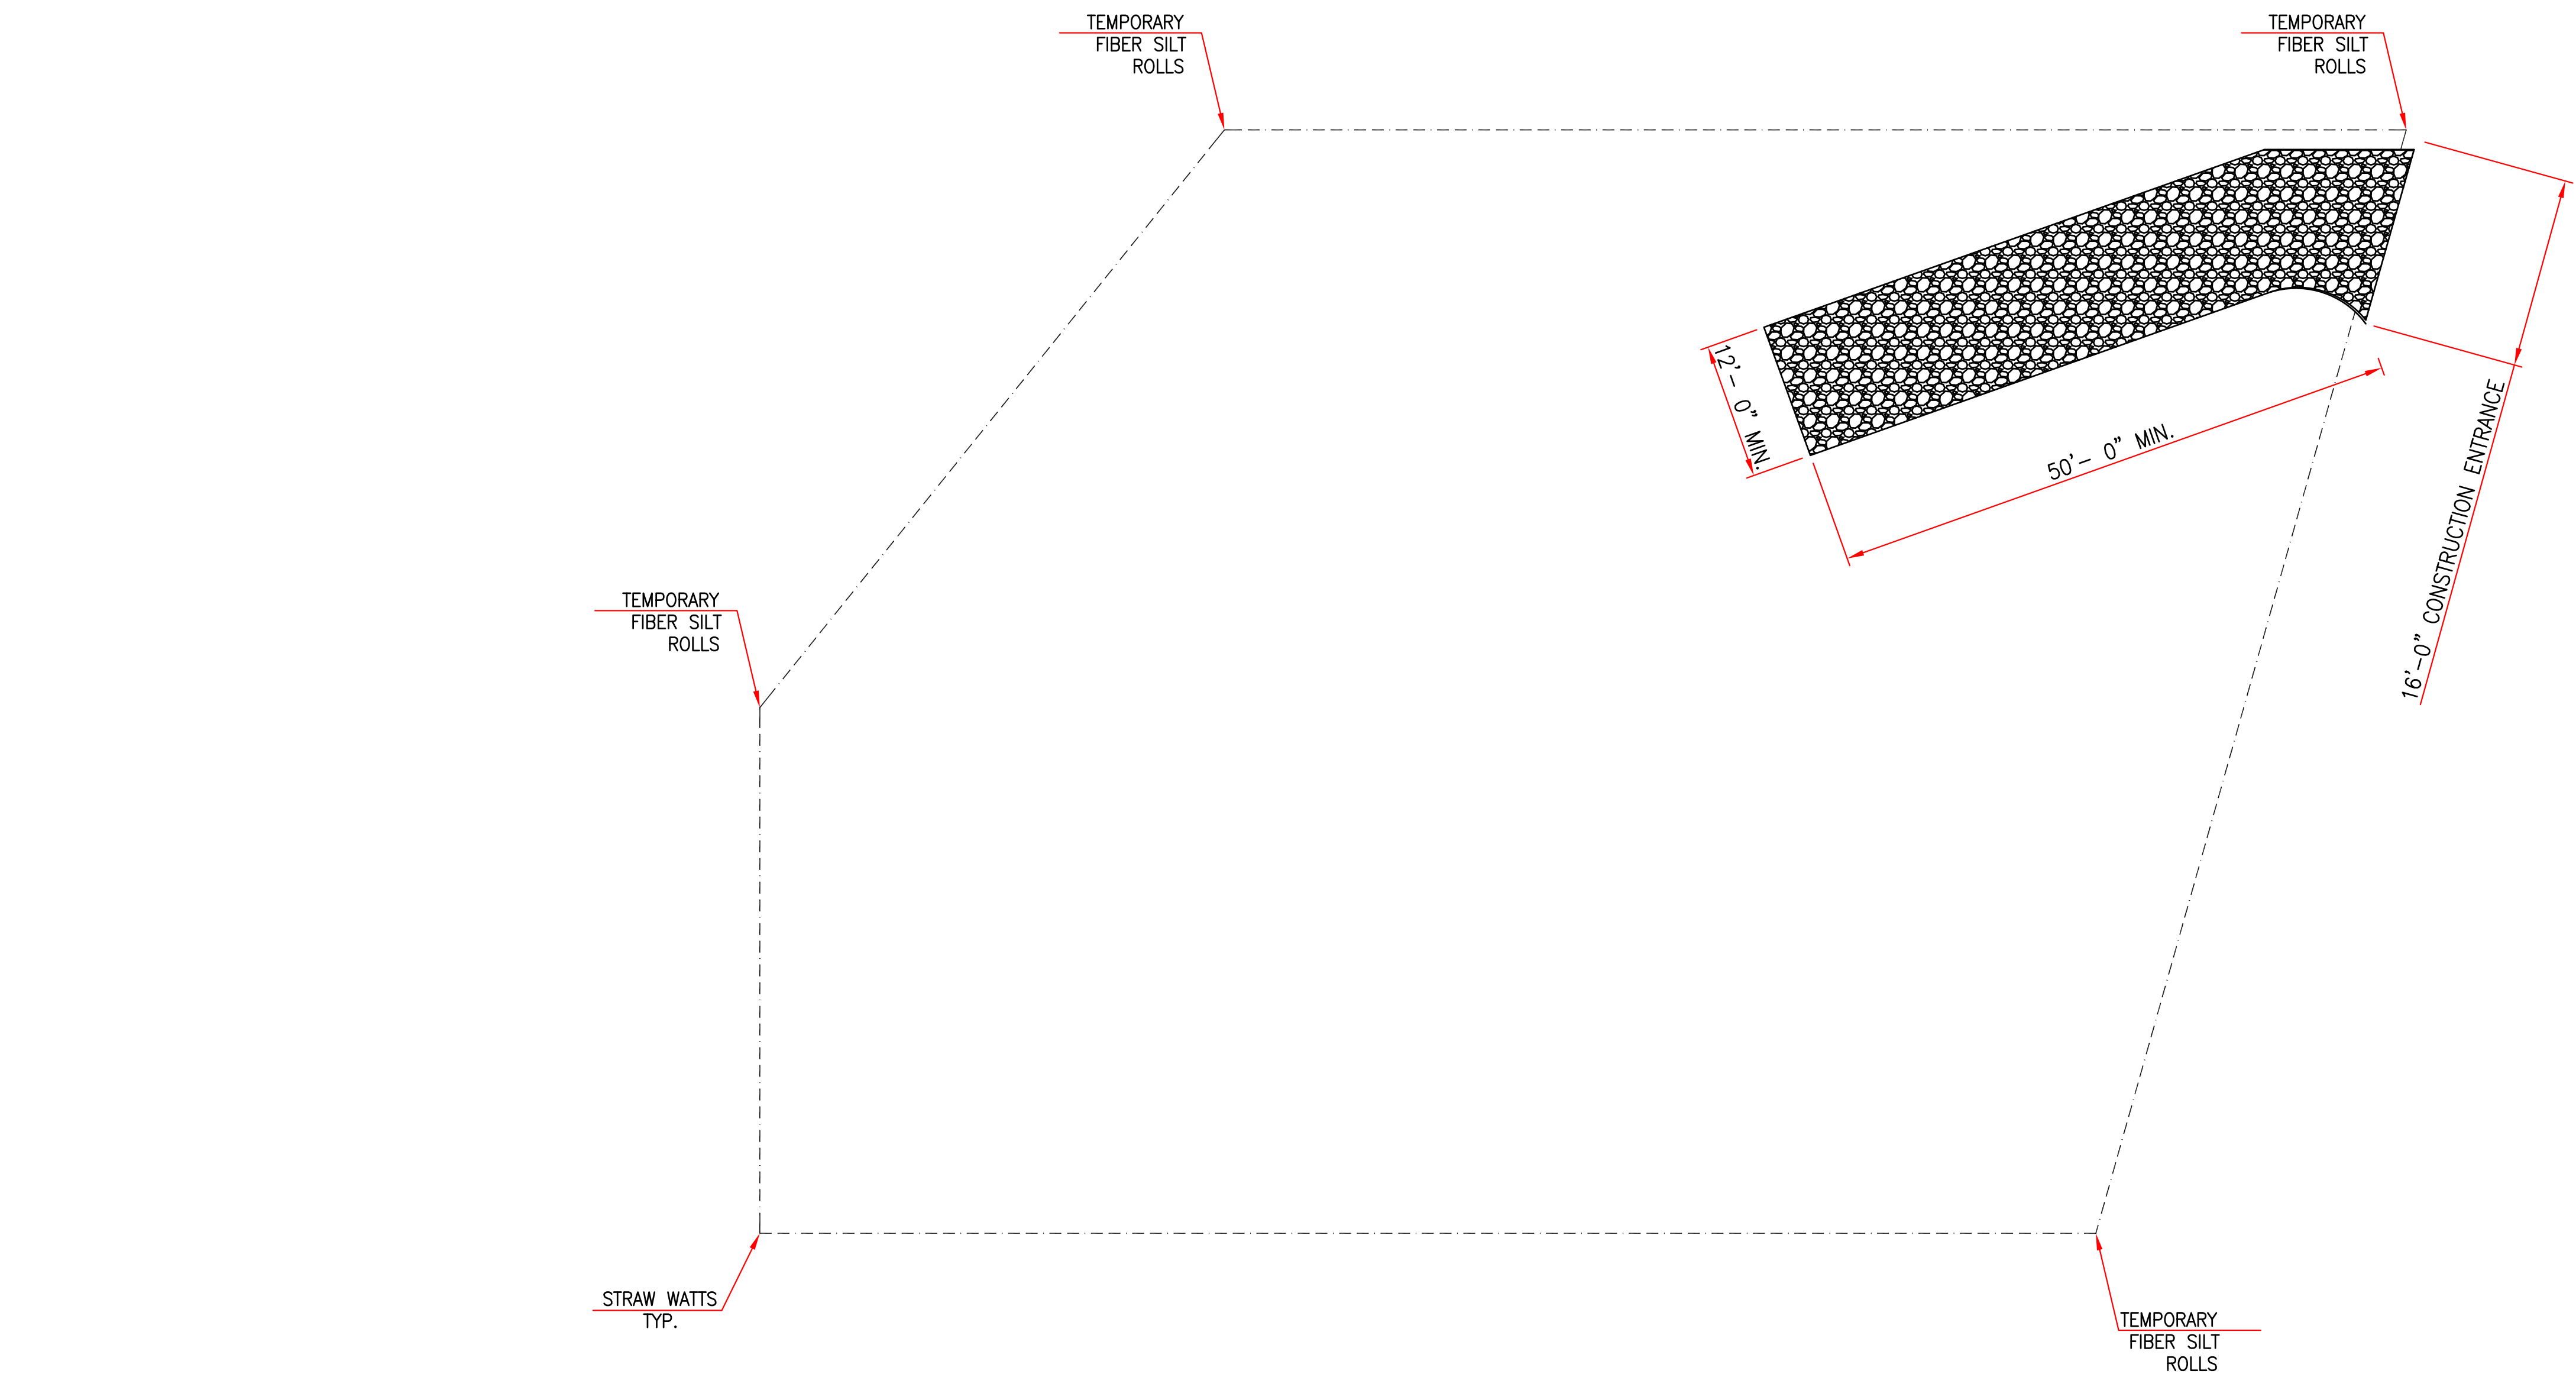 TEMPORARY
FIBER SILT
ROLLS
TEMPORARY
FIBER SILT
ROLLS
12'- 0" MIN.
50'- 0" MIN.
16'-0" CONSTRUCTION ENTRANCE
TEMPORARY
FIBER SILT
ROLLS
STRAW WATTS
TYP.
TEMPORARY
FIBER SILT
ROLLS